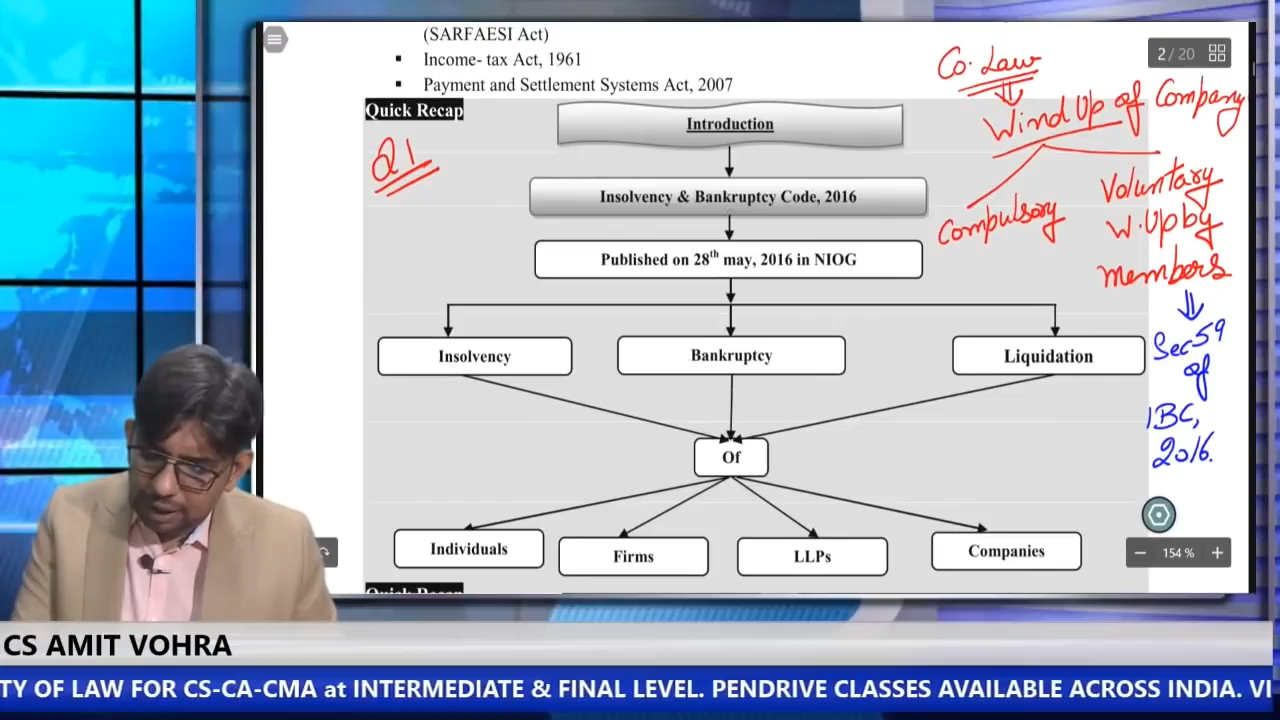 (SARFAESI Act)
▪ Income- tax Act, 1961
▪ Payment and Settlement Systems Act, 2007
Quick Recap
Q1
Introduction
Insolvency & Bankruptcy Code, 2016
Published on 28th may, 2016 in NIOG
Insolvency
Bankruptcy
Liquidation
Of
Individuals
Firms
LLPs
Companies
Quick Recap
Co. Law
Wind Up of Company
Compulsory
Voluntary
W. Up by
members
Sec 59
of
IBC,
2016.
2 / 20
154 %
CS AMIT VOHRA
TY OF LAW FOR CS-CA-CMA at INTERMEDIATE & FINAL LEVEL. PENDRIVE CLASSES AVAILABLE ACROSS INDIA. VI